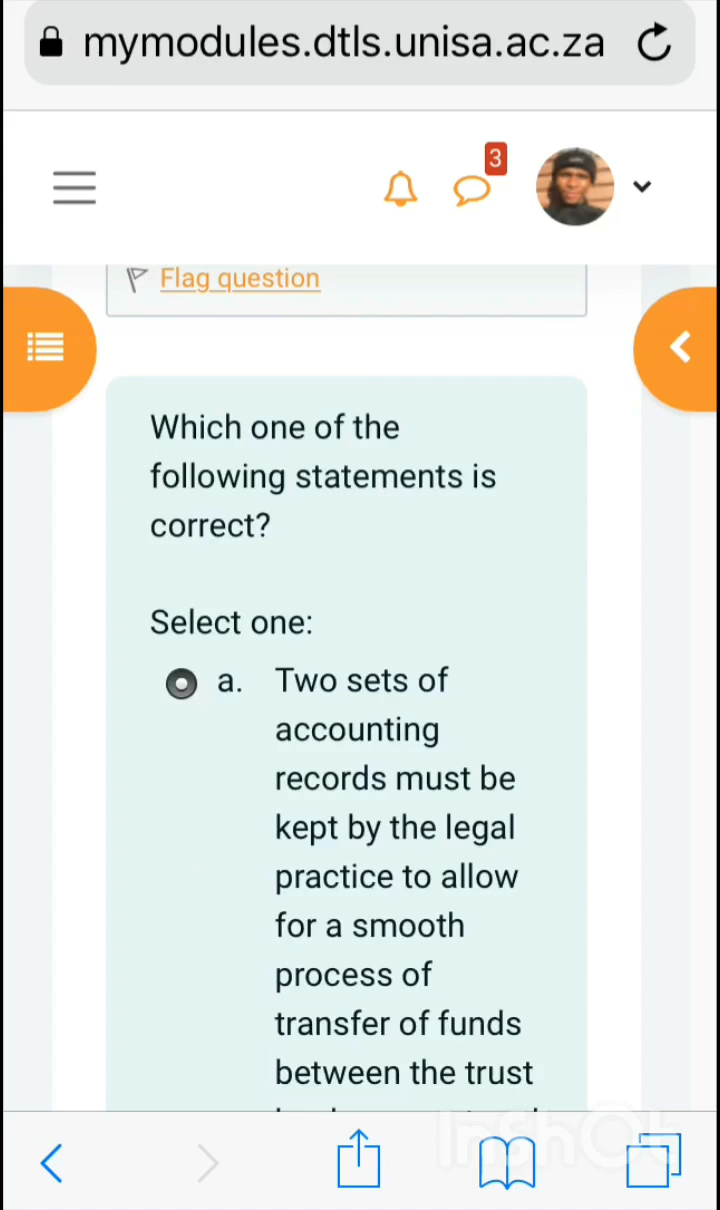 mymodules.dtls.unisa.ac.za
3
Flag question
Which one of the
following statements is
correct?
Select one:
a. Two sets of
accounting
records must be
kept by the legal
practice to allow
for a smooth
process of
transfer of funds
between the trust
InShOt